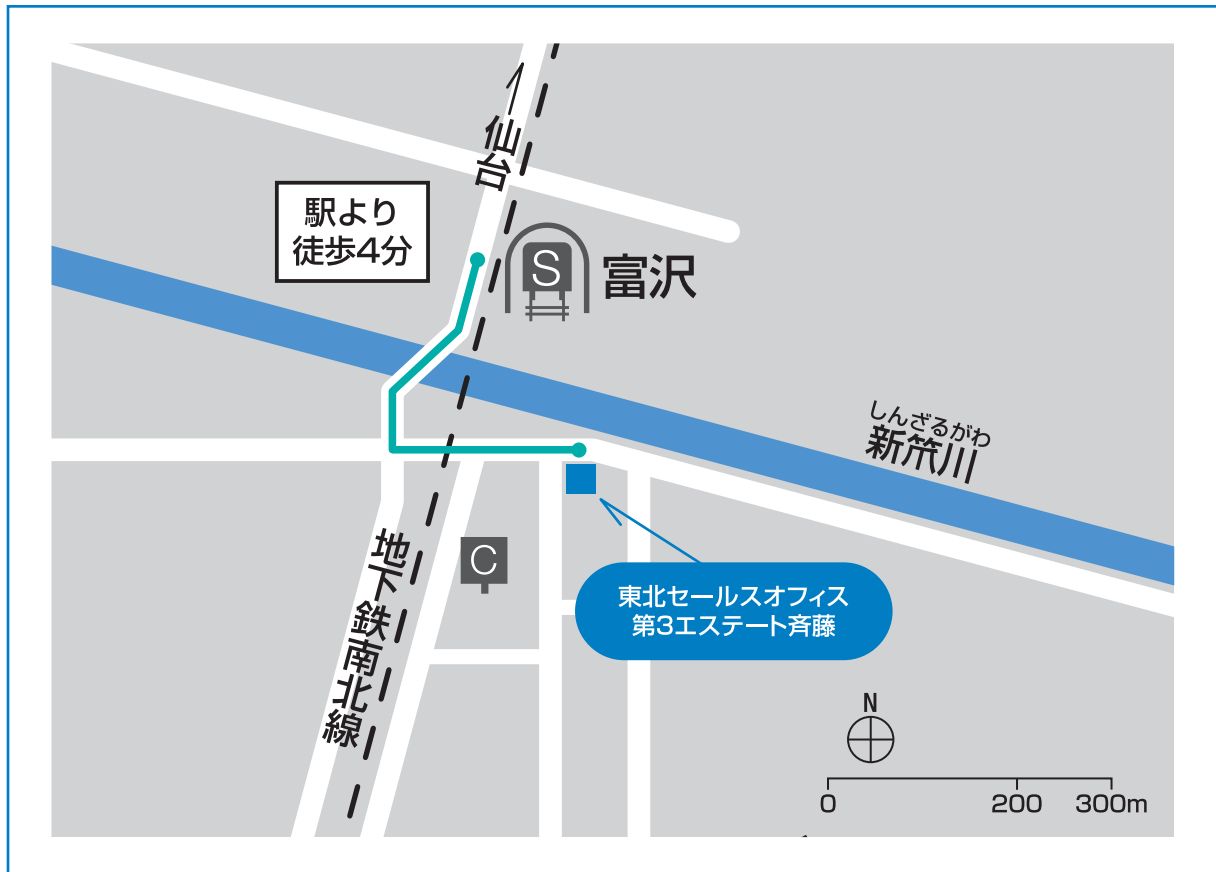 仙台
駅より
徒歩4分
S
富沢
しんざるがわ
新笊川
C
地下鉄南北線
東北セールスオフィス
第3エステート斉藤
N
0 200 300m